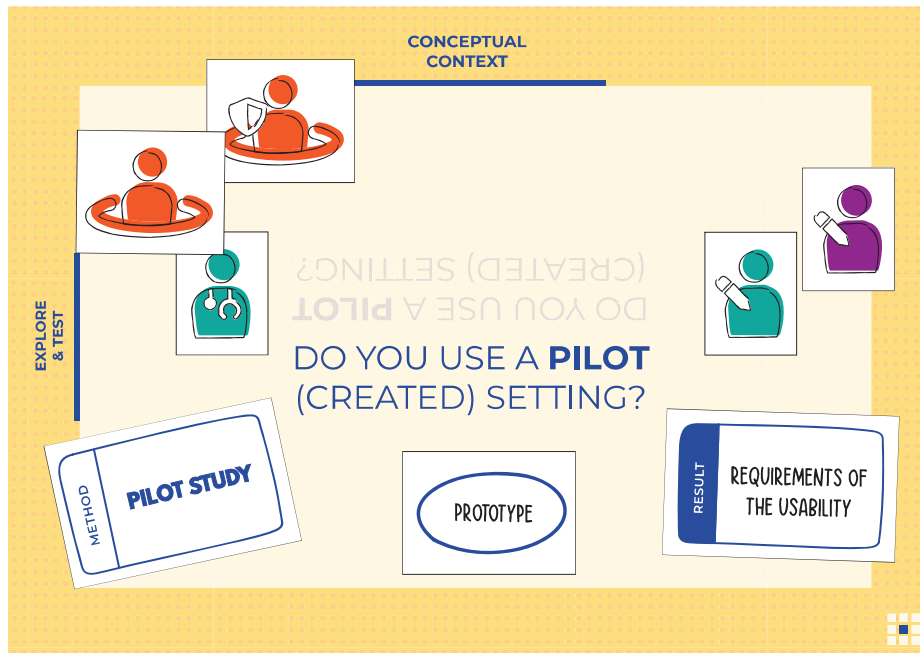 CONCEPTUAL
CONTEXT
EXPLORE
& TEST
DO YOU USE A PILOT
(CREATED) SETTING?
DO YOU USE A PILOT
(CREATED) SETTING?
METHOD
PILOT STUDY
PROTOTYPE
RESULT
REQUIREMENTS OF
THE USABILITY